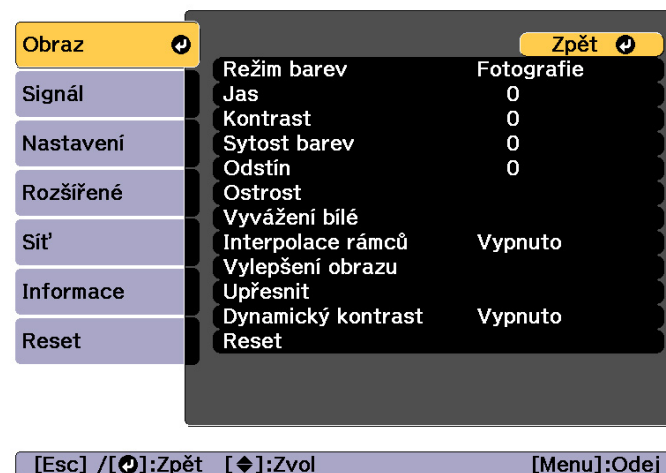 Obraz
Signál
Nastavení
Rozšířené
Síť
Informace
Reset
Zpět
Režim barev Fotografie
Jas 0
Kontrast 0
Sytost barev 0
Odstín 0
Ostrost
Vyvážení bílé
Interpolace rámců Vypnuto
Vylepšení obrazu
Upřesnit
Dynamický kontrast Vypnuto
Reset
[Esc] /[⏎]:Zpět [◆]:Zvol [Menu]:Odej